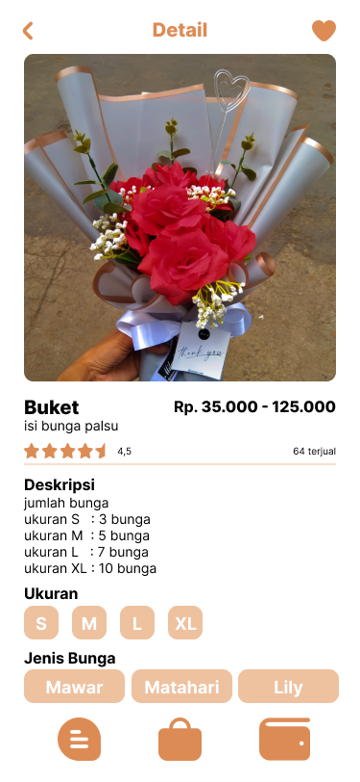 Detail
thank you
Buket
Rp. 35.000 - 125.000
isi bunga palsu
4,5
64 terjual
Deskripsi
jumlah bunga
ukuran S : 3 bunga
ukuran M : 5 bunga
ukuran L : 7 bunga
ukuran XL : 10 bunga
Ukuran
S M L XL
Jenis Bunga
Mawar Matahari Lily